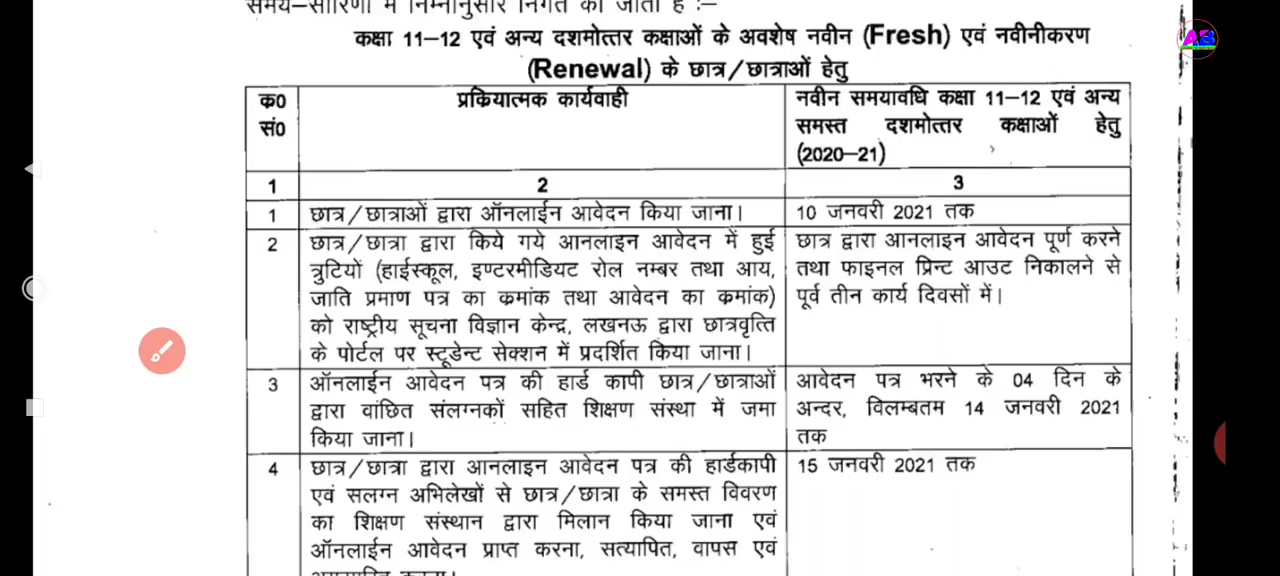 समय–सारिणी में निम्नानुसार निर्गत की जाती है :–
कक्षा 11–12 एवं अन्य दशमोत्तर कक्षाओं के अवशेष नवीन (Fresh) एवं नवीनीकरण
(Renewal) के छात्र/छात्राओं हेतु
क0 सं0
प्रक्रियात्मक कार्यवाही
नवीन समयावधि कक्षा 11–12 एवं अन्य
समस्त दशमोत्तर कक्षाओं हेतु
(2020–21)
1 2 3
1 छात्र/छात्राओं द्वारा ऑनलाईन आवेदन किया जाना। 10 जनवरी 2021 तक
2 छात्र/छात्रा द्वारा किये गये आनलाइन आवेदन में हुई
त्रुटियों (हाईस्कूल, इण्टरमीडियट रोल नम्बर तथा आय,
जाति प्रमाण पत्र का क्रमांक तथा आवेदन का क्रमांक)
को राष्ट्रीय सूचना विज्ञान केन्द्र, लखनऊ द्वारा छात्रवृत्ति
के पोर्टल पर स्टूडेन्ट सेक्शन में प्रदर्शित किया जाना।
छात्र द्वारा आनलाइन आवेदन पूर्ण करने
तथा फाइनल प्रिन्ट आउट निकालने से
पूर्व तीन कार्य दिवसों में।
3 ऑनलाईन आवेदन पत्र की हार्ड कापी छात्र/छात्राओं
द्वारा वांछित संलग्नकों सहित शिक्षण संस्था में जमा
किया जाना।
आवेदन पत्र भरने के 04 दिन के
अन्दर, विलम्बतम 14 जनवरी 2021
तक
4 छात्र/छात्रा द्वारा आनलाइन आवेदन पत्र की हार्डकापी
एवं सलग्न अभिलेखों से छात्र/छात्रा के समस्त विवरण
का शिक्षण संस्थान द्वारा मिलान किया जाना एवं
ऑनलाईन आवेदन प्राप्त करना, सत्यापित, वापस एवं
15 जनवरी 2021 तक
AB